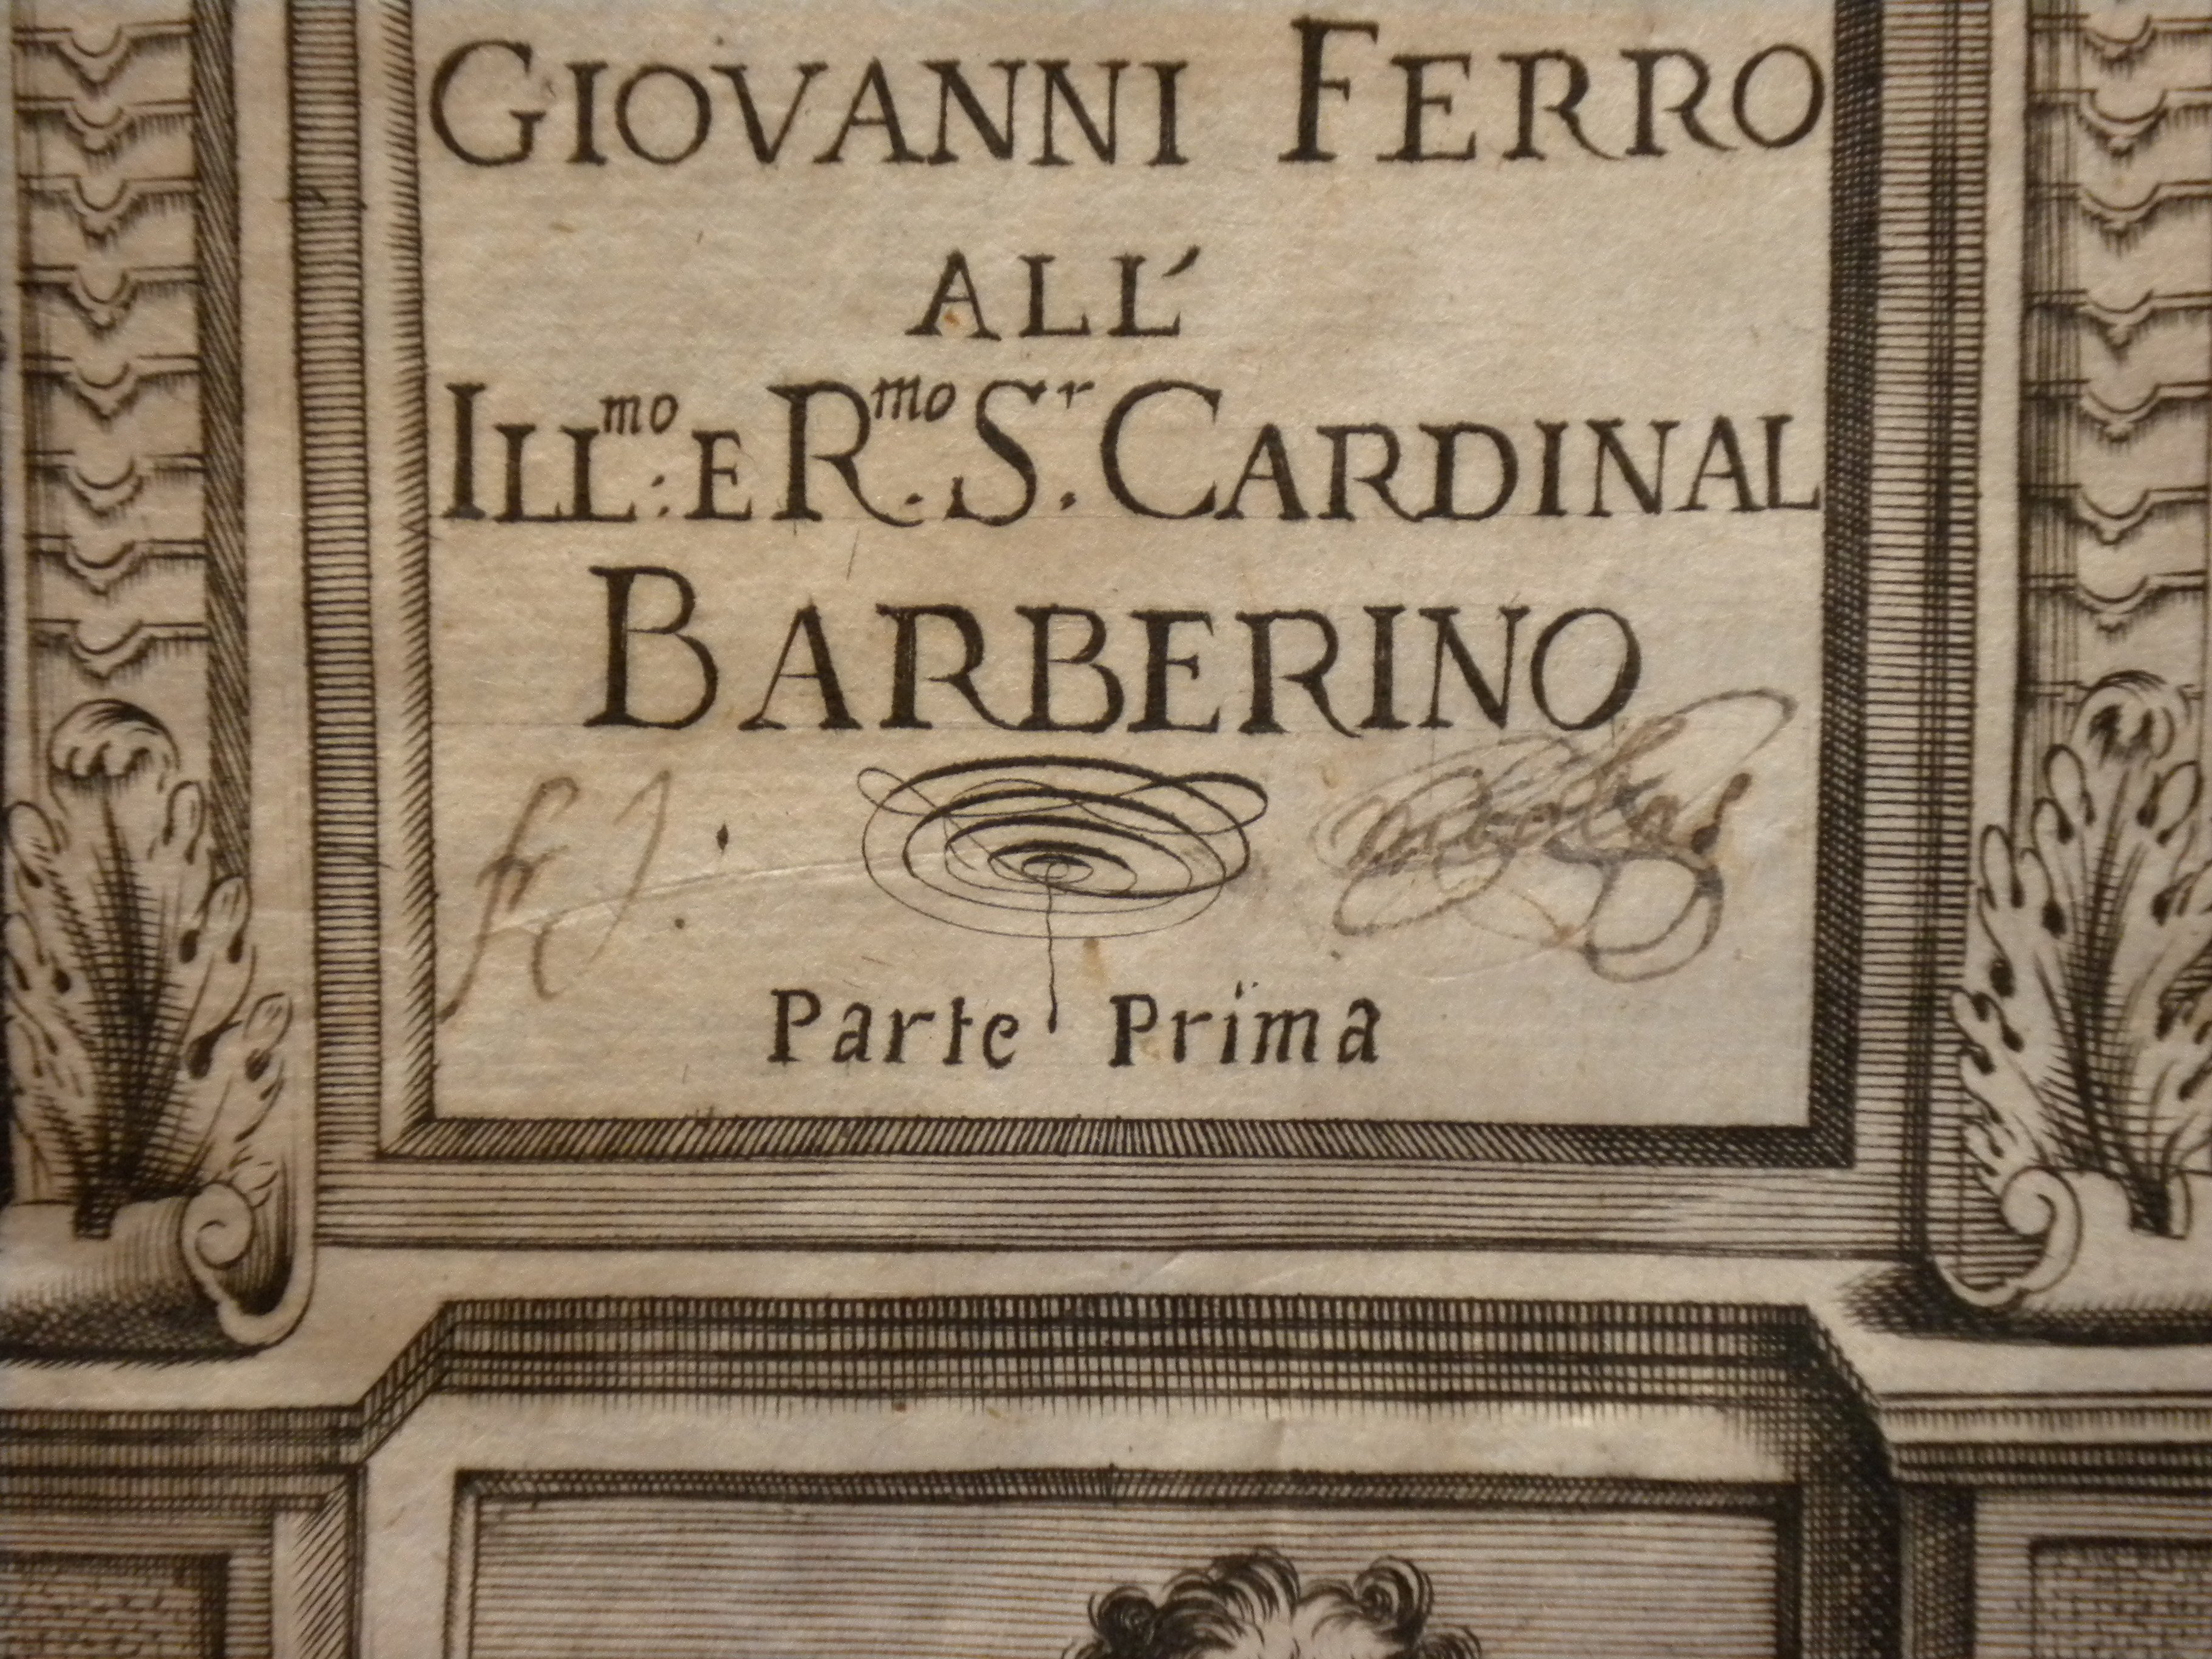 GIOVANNI FERRO
ALL'
ILL.mo: E R.mo S.r CARDINAL
BARBERINO
Parte Prima